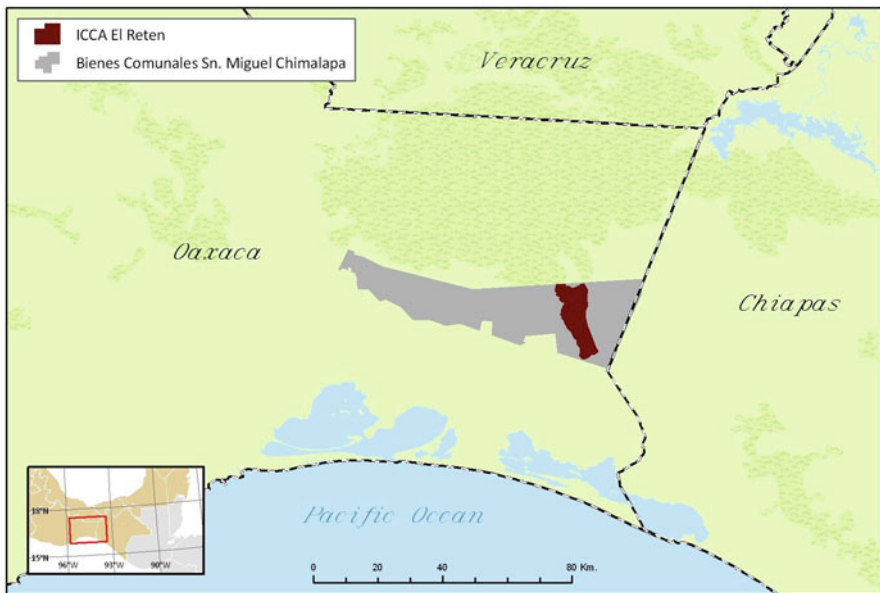 ICCA El Reten
Bienes Comunales Sn. Miguel Chimalapa
Veracruz
Oaxaca
Chiapas
Pacific Occan
18°N
15°N
96°W
93°W
90°W
0
20
40
80 Km.